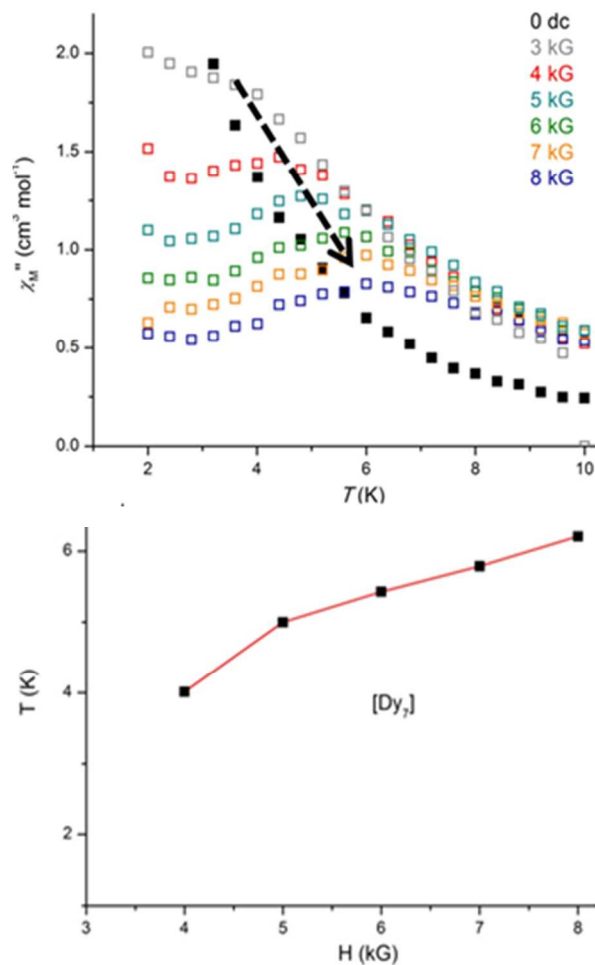 0 dc
3 kG
4 kG
5 kG
6 kG
7 kG
8 kG
χM" (cm³ mol⁻¹)
2.0
1.5
1.0
0.5
0.0
2 4 6 8 10
T(K)
T (K)
6
4
2
[Dy₇]
3 4 5 6 7 8
H (kG)